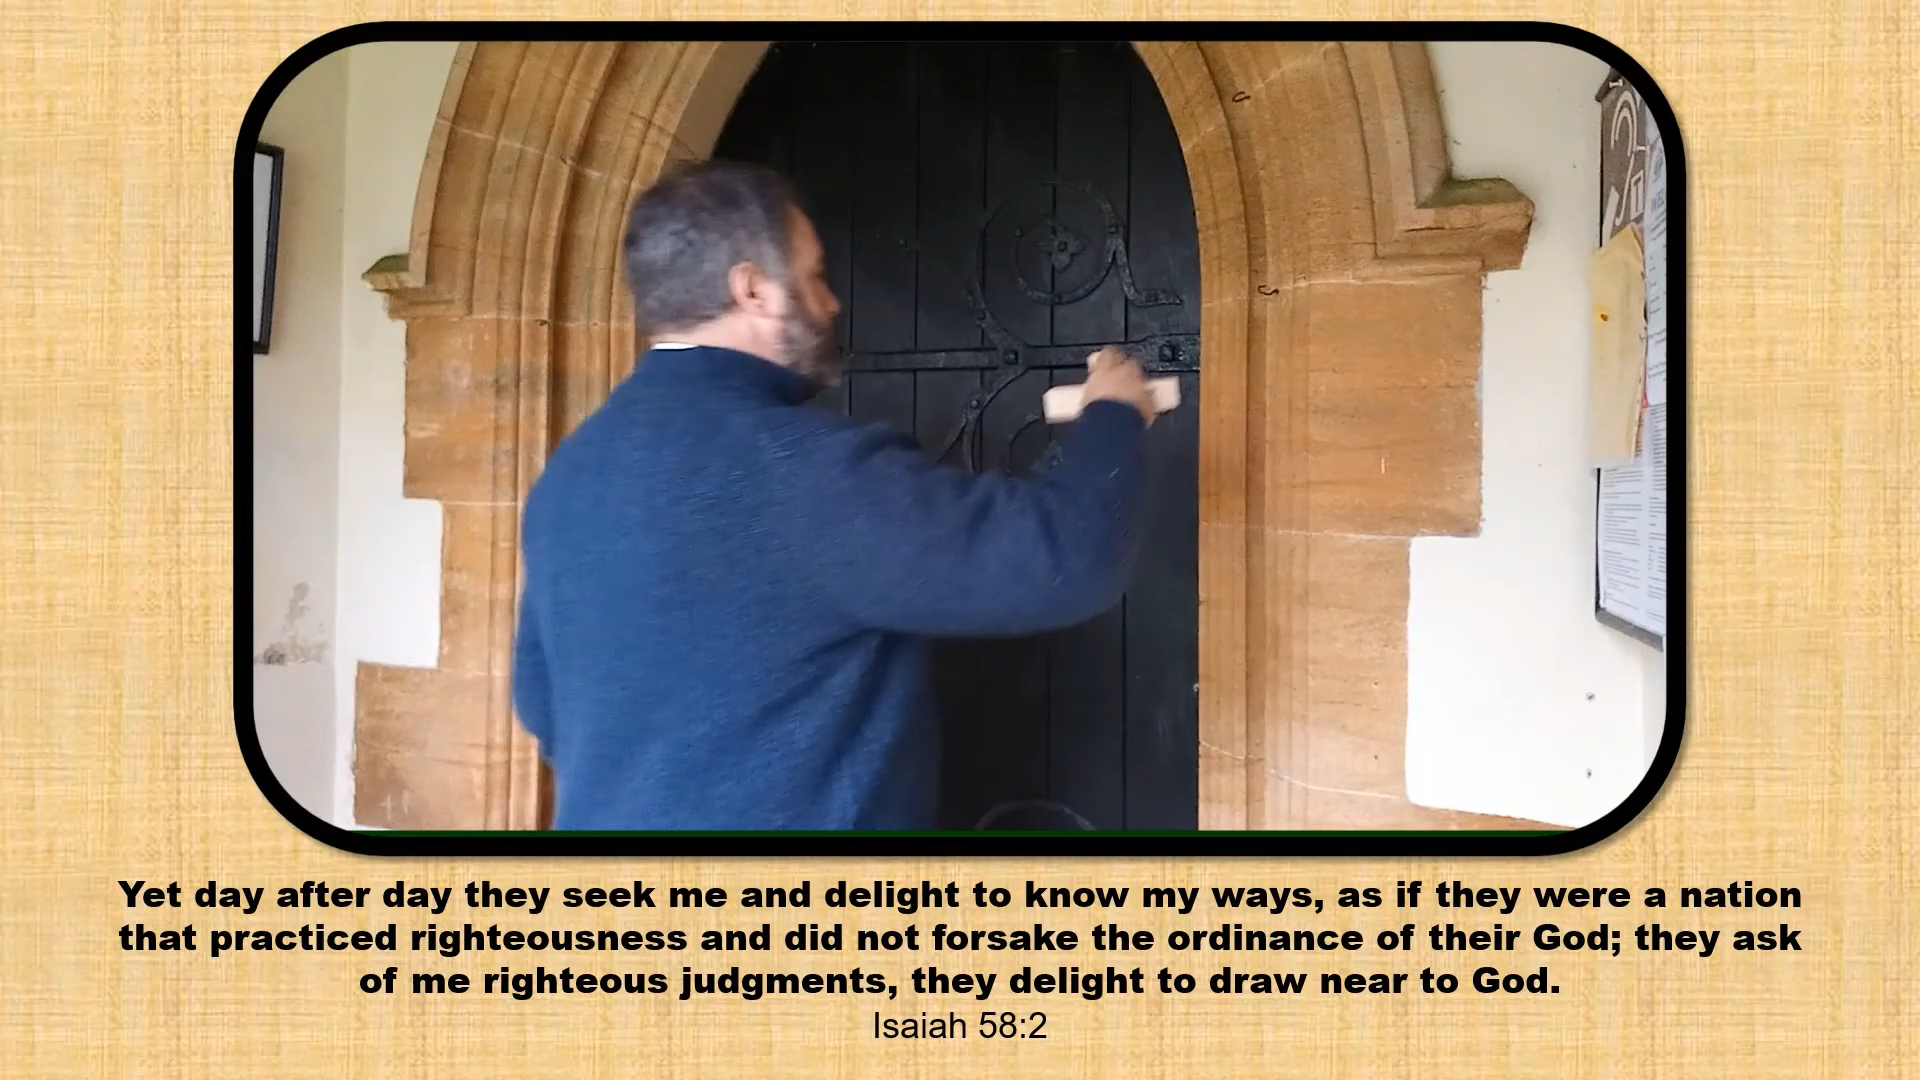 Yet day after day they seek me and delight to know my ways, as if they were a nation
that practiced righteousness and did not forsake the ordinance of their God; they ask
of me righteous judgments, they delight to draw near to God.
Isaiah 58:2